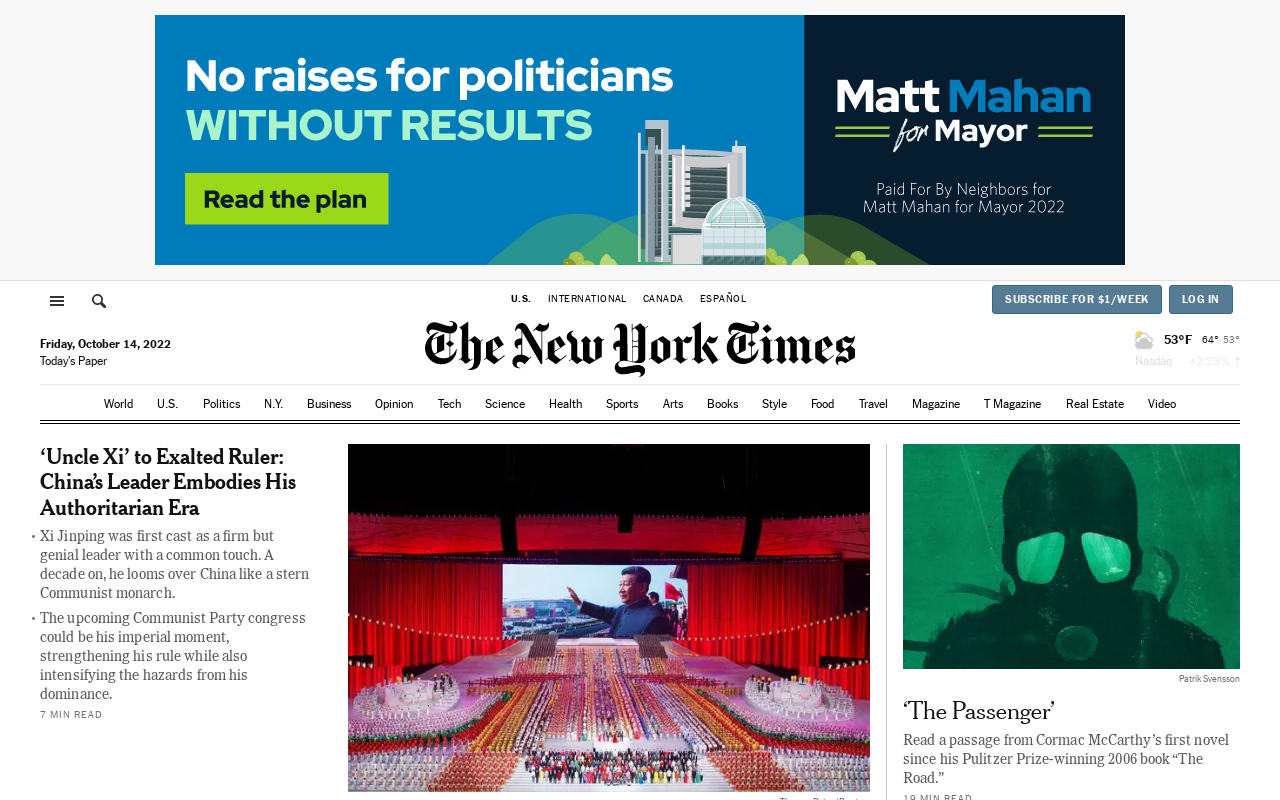 No raises for politicians
WITHOUT RESULTS
Read the plan
Matt Mahan
for Mayor
Paid For By Neighbors for
Matt Mahan for Mayor 2022
U.S. INTERNATIONAL CANADA ESPAÑOL
SUBSCRIBE FOR $1/WEEK LOG IN
The New York Times
Friday, October 14, 2022
Today's Paper
53°F 64° 53°
Nasdaq +2.23% ↑
World U.S. Politics N.Y. Business Opinion Tech Science Health Sports Arts Books Style Food Travel Magazine T Magazine Real Estate Video
‘Uncle Xi’ to Exalted Ruler:
China’s Leader Embodies His
Authoritarian Era
• Xi Jinping was first cast as a firm but
genial leader with a common touch. A
decade on, he looms over China like a stern
Communist monarch.
• The upcoming Communist Party congress
could be his imperial moment,
strengthening his rule while also
intensifying the hazards from his
dominance.
7 MIN READ
Patrik Svensson
‘The Passenger’
Read a passage from Cormac McCarthy’s first novel
since his Pulitzer Prize-winning 2006 book “The
Road.”
19 MIN READ